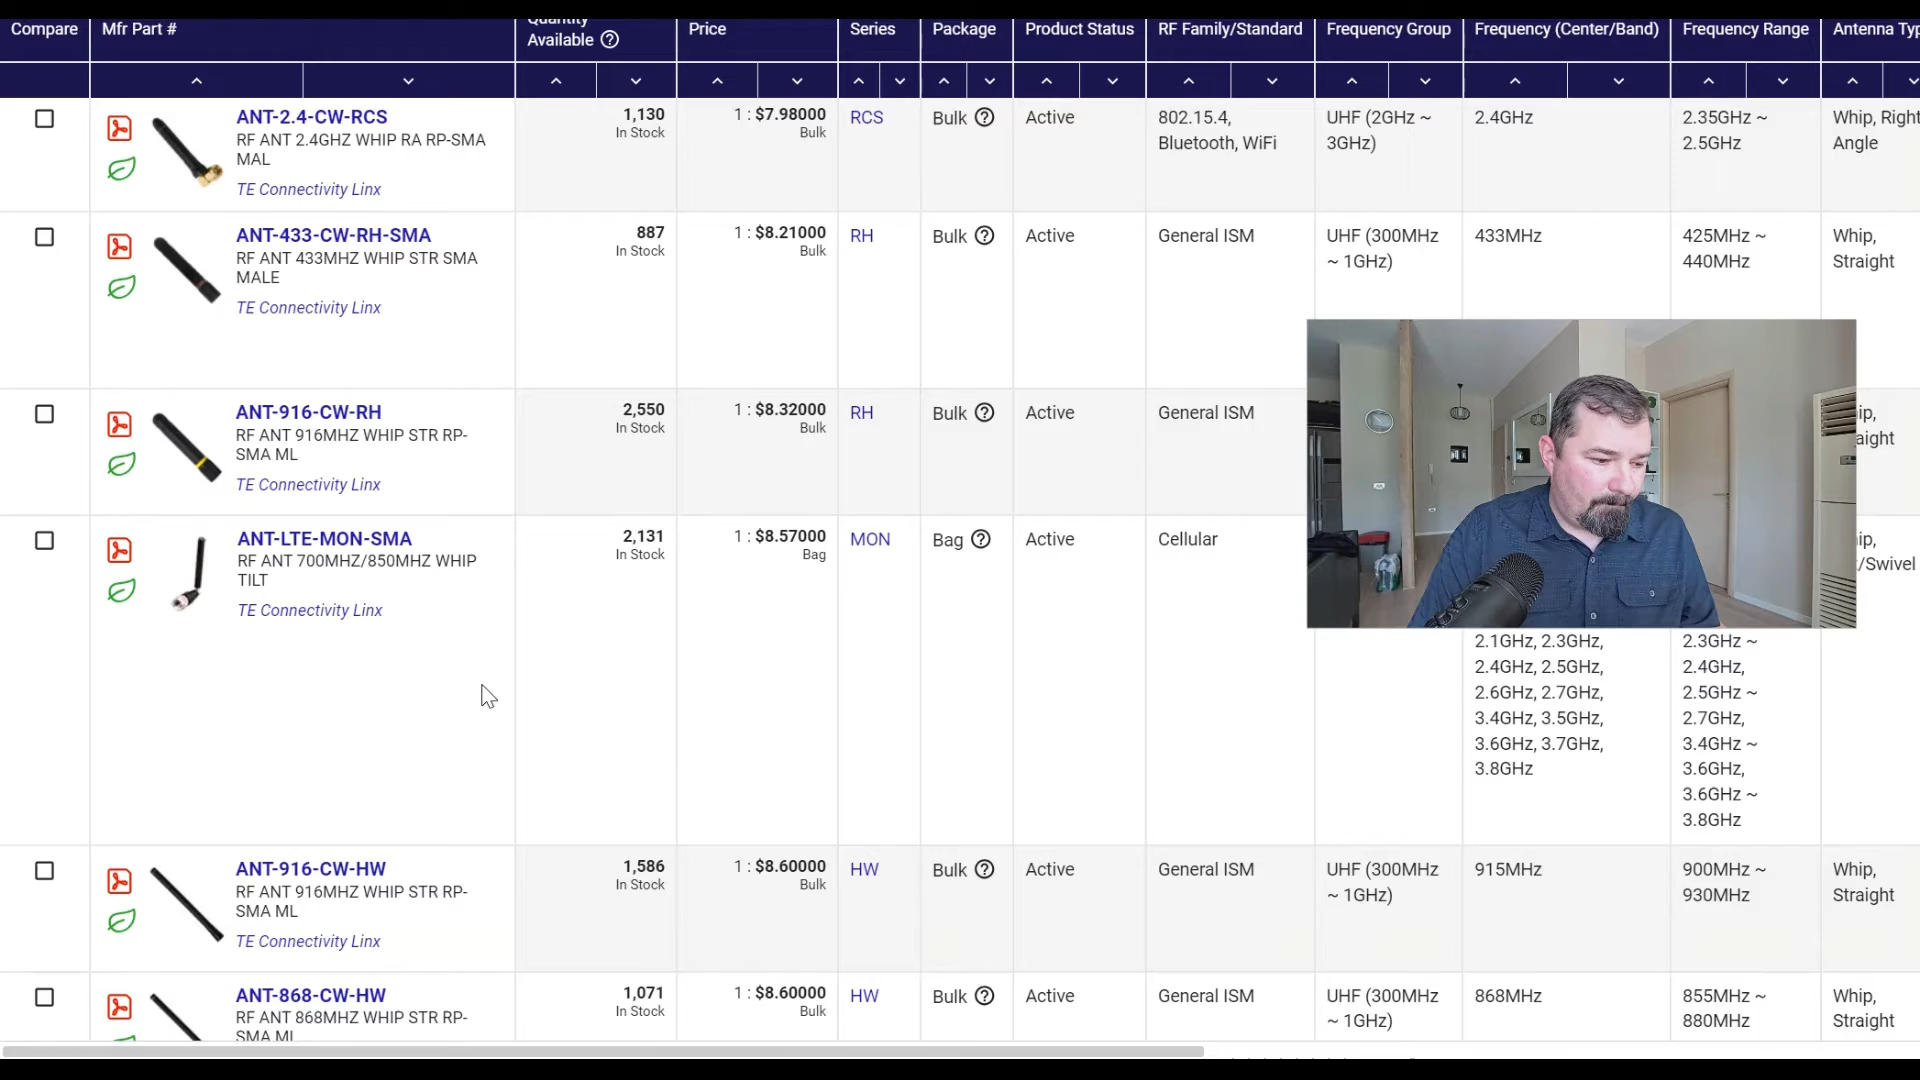 Compare
Mfr Part #
Quantity
Available
Price
Series
Package
Product Status
RF Family/Standard
Frequency Group
Frequency (Center/Band)
Frequency Range
Antenna Typ
ANT-2.4-CW-RCS
RF ANT 2.4GHZ WHIP RA RP-SMA
MAL
TE Connectivity Linx
1,130
In Stock
1 : $7.98000
Bulk
RCS
Bulk
Active
802.15.4,
Bluetooth, WiFi
UHF (2GHz ~
3GHz)
2.4GHz
2.35GHz ~
2.5GHz
Whip, Right
Angle
ANT-433-CW-RH-SMA
RF ANT 433MHZ WHIP STR SMA
MALE
TE Connectivity Linx
887
In Stock
1 : $8.21000
Bulk
RH
Bulk
Active
General ISM
UHF (300MHz
~ 1GHz)
433MHz
425MHz ~
440MHz
Whip,
Straight
ANT-916-CW-RH
RF ANT 916MHZ WHIP STR RP-
SMA ML
TE Connectivity Linx
2,550
In Stock
1 : $8.32000
Bulk
RH
Bulk
Active
General ISM
ip,
aight
ANT-LTE-MON-SMA
RF ANT 700MHZ/850MHZ WHIP
TILT
TE Connectivity Linx
2,131
In Stock
1 : $8.57000
Bag
MON
Bag
Active
Cellular
ip,
/Swivel
2.1GHz, 2.3GHz,
2.4GHz, 2.5GHz,
2.6GHz, 2.7GHz,
3.4GHz, 3.5GHz,
3.6GHz, 3.7GHz,
3.8GHz
2.3GHz ~
2.4GHz,
2.5GHz ~
2.7GHz,
3.4GHz ~
3.6GHz,
3.6GHz ~
3.8GHz
ANT-916-CW-HW
RF ANT 916MHZ WHIP STR RP-
SMA ML
TE Connectivity Linx
1,586
In Stock
1 : $8.60000
Bulk
HW
Bulk
Active
General ISM
UHF (300MHz
~ 1GHz)
915MHz
900MHz ~
930MHz
Whip,
Straight
ANT-868-CW-HW
RF ANT 868MHZ WHIP STR RP-
SMA ML
1,071
In Stock
1 : $8.60000
Bulk
HW
Bulk
Active
General ISM
UHF (300MHz
~ 1GHz)
868MHz
855MHz ~
880MHz
Whip,
Straight